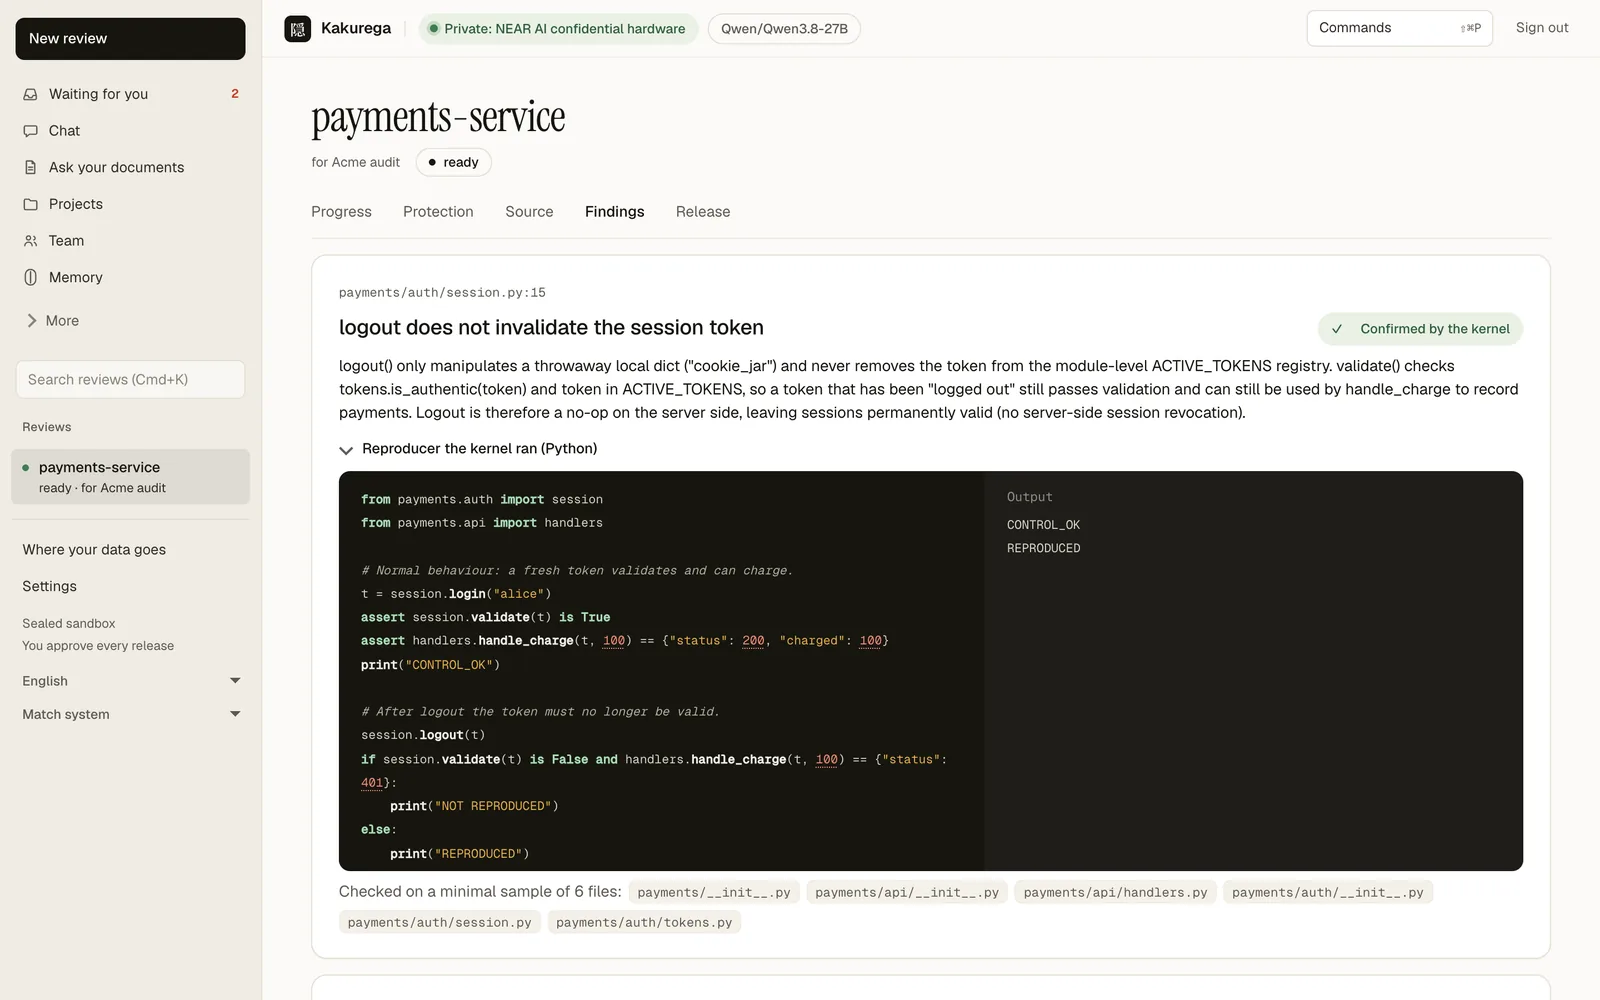 New review
Waiting for you 2
Chat
Ask your documents
Projects
Team
Memory
More
Search reviews (Cmd+K)
Reviews
payments-service
ready · for Acme audit
Where your data goes
Settings
Sealed sandbox
You approve every release
English
Match system
Kakurega
Private: NEAR AI confidential hardware
Qwen/Qwen3.8-27B
Commands ⇧⌘P
Sign out
payments-service
for Acme audit
ready
Progress Protection Source Findings Release
payments/auth/session.py:15
logout does not invalidate the session token
✓ Confirmed by the kernel
logout() only manipulates a throwaway local dict ("cookie_jar") and never removes the token from the module-level ACTIVE_TOKENS registry. validate() checks
tokens.is_authentic(token) and token in ACTIVE_TOKENS, so a token that has been "logged out" still passes validation and can still be used by handle_charge to record
payments. Logout is therefore a no-op on the server side, leaving sessions permanently valid (no server-side session revocation).
Reproducer the kernel ran (Python)
from payments.auth import session
from payments.api import handlers
# Normal behaviour: a fresh token validates and can charge.
t = session.login("alice")
assert session.validate(t) is True
assert handlers.handle_charge(t, 100) == {"status": 200, "charged": 100}
print("CONTROL_OK")
# After logout the token must no longer be valid.
session.logout(t)
if session.validate(t) is False and handlers.handle_charge(t, 100) == {"status":
401}:
    print("NOT REPRODUCED")
else:
    print("REPRODUCED")
Output
CONTROL_OK
REPRODUCED
Checked on a minimal sample of 6 files: payments/__init__.py payments/api/__init__.py payments/api/handlers.py payments/auth/__init__.py
payments/auth/session.py payments/auth/tokens.py